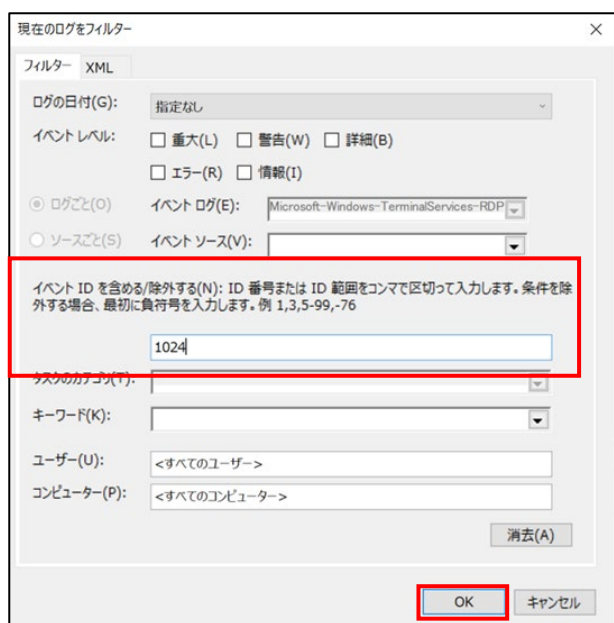 現在のログをフィルター
フィルター XML
ログの日付(G): 指定なし
イベント レベル: 重大(L) 警告(W) 詳細(B)
エラー(R) 情報(I)
ログごと(O) イベント ログ(E): Microsoft-Windows-TerminalServices-RDP
ソースごと(S) イベント ソース(V):
イベント ID を含める/除外する(N): ID 番号または ID 範囲をコンマで区切って入力します。条件を除
外する場合、最初に負符号を入力します。例 1,3,5-99,-76
1024
タスクのカテゴリ(T):
キーワード(K):
ユーザー(U): <すべてのユーザー>
コンピューター(P): <すべてのコンピューター>
消去(A)
OK キャンセル